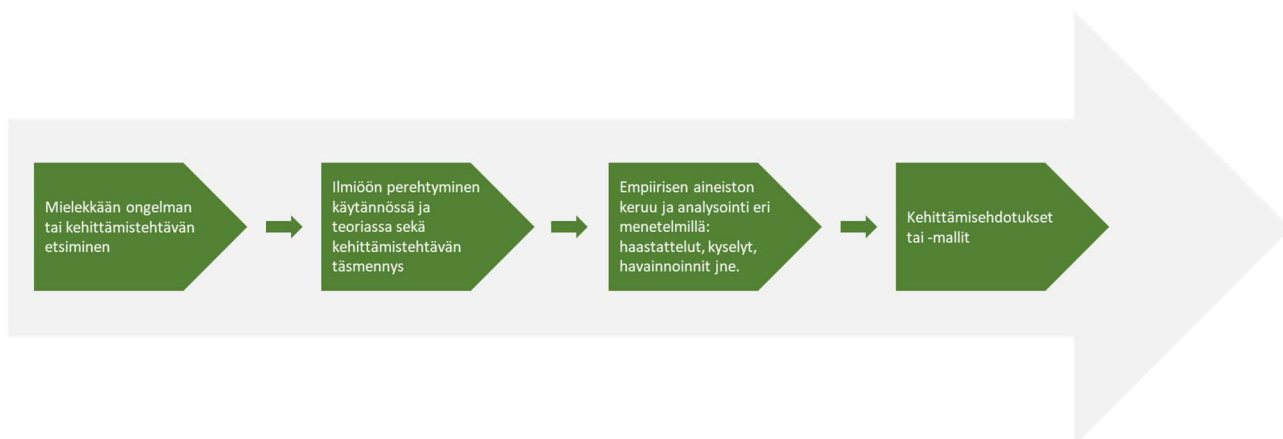 Mielekkään ongelman
tai kehittämistehtävän
etsiminen
Ilmiöön perehtyminen
käytännössä ja
teoriassa sekä
kehittämistehtävän
täsmennys
Empiirisen aineiston
keruu ja analysointi eri
menetelmillä:
haastattelut, kyselyt,
havainnoinnit jne.
Kehittämisehdotukset
tai -mallit